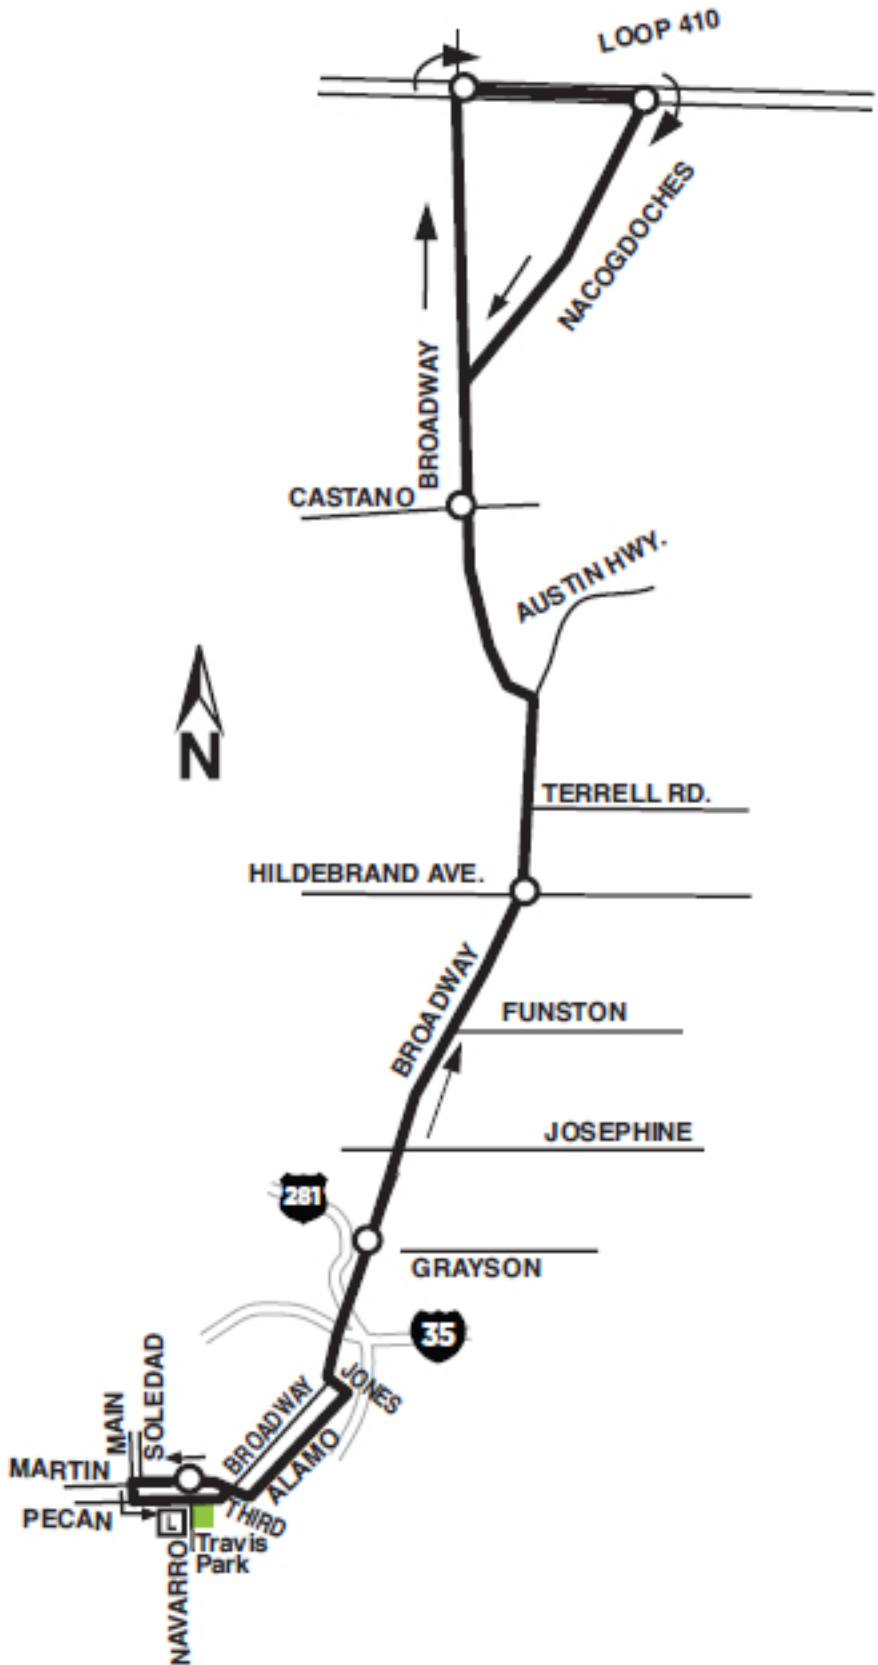 LOOP 410
NACOGDOCHES
BROADWAY
CASTANO
AUSTIN HWY.
N
TERRELL RD.
HILDEBRAND AVE.
BROADWAY
FUNSTON
JOSEPHINE
281
GRAYSON
35
JONES
SOLEDAD
MAIN
BROADWAY
ALAMO
MARTIN
PECAN
THIRD
L
Travis
Park
NAVARRO